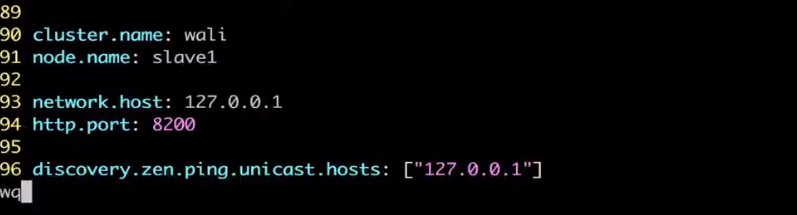 89
90 cluster.name: wali
91 node.name: slave1
92
93 network.host: 127.0.0.1
94 http.port: 8200
95
96 discovery.zen.ping.unicast.hosts: ["127.0.0.1"]
wq